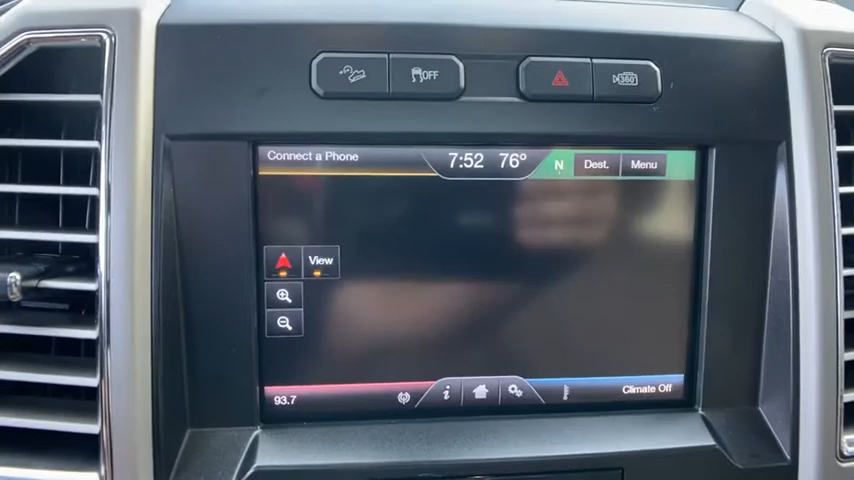 OFF
360
Connect a Phone
7:52 76°
N
Dest.
Menu
View
93.7
i
Climate Off